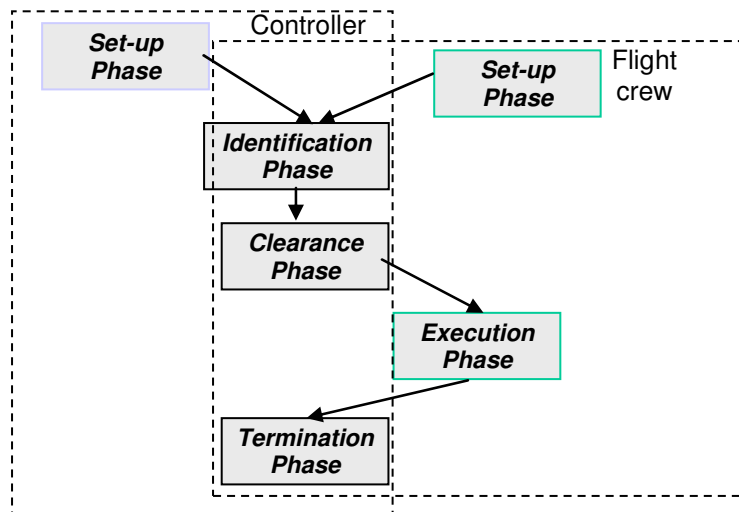 Controller
Set-up
Phase
Set-up
Phase
Flight
crew
Identification
Phase
Clearance
Phase
Execution
Phase
Termination
Phase